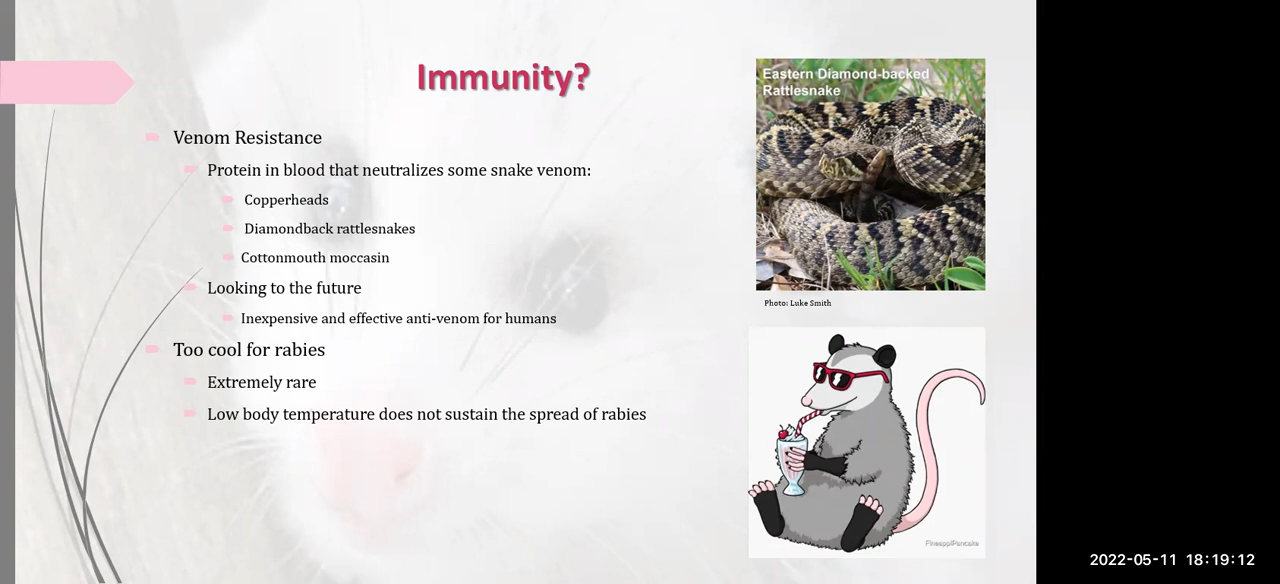 Immunity?
Venom Resistance
Protein in blood that neutralizes some snake venom:
Copperheads
Diamondback rattlesnakes
Cottonmouth moccasin
Looking to the future
Inexpensive and effective anti-venom for humans
Too cool for rabies
Extremely rare
Low body temperature does not sustain the spread of rabies
Eastern Diamond-backed
Rattlesnake
Photo: Luke Smith
2022-05-11 18:19:12